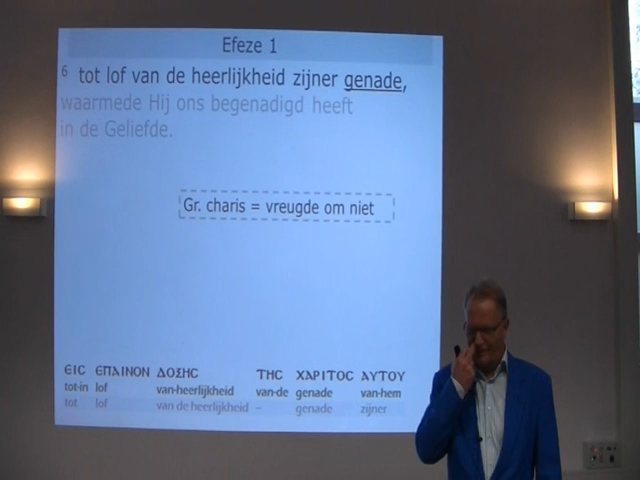 Efeze 1
6 tot lof van de heerlijkheid zijner genade,
waarmede Hij ons begenadigd heeft
in de Geliefde.
Gr. charis = vreugde om niet
ΕΙϹ ΕΠΑΙΝΟΝ ΔΟΞΗϹ ΤΗϹ ΧΑΡΙΤΟϹ ΑΥΤΟΥ
tot-in lof van-heerlijkheid van-de genade van-hem
tot lof van de heerlijkheid – genade zijner